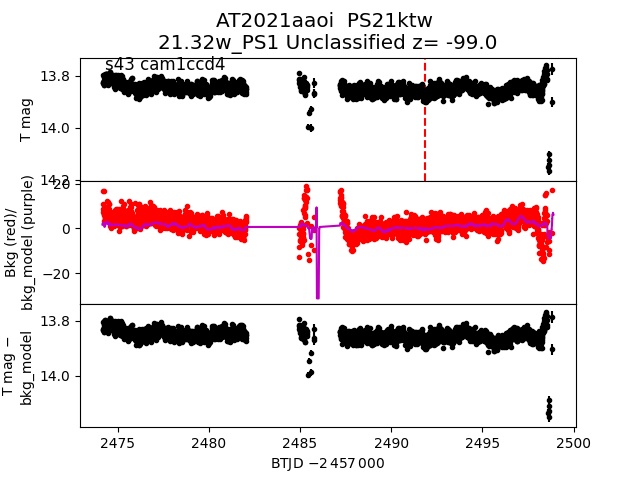 AT2021aaoi  PS21ktw
21.32w_PS1 Unclassified z= -99.0
s43 cam1ccd4
13.8
14.0
14.2
T mag
20
0
−20
Bkg (red)/
bkg_model (purple)
13.8
14.0
T mag −
bkg_model
2475 2480 2485 2490 2495 2500
BTJD −2 457 000